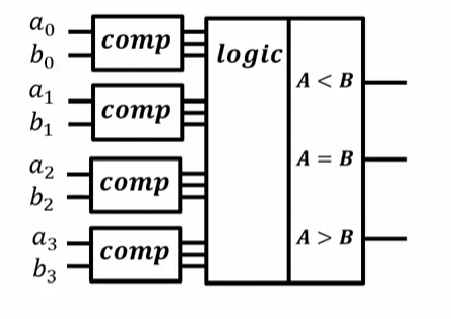 a₀
b₀
comp
a₁
b₁
comp
a₂
b₂
comp
a₃
b₃
comp
logic
A < B
A = B
A > B